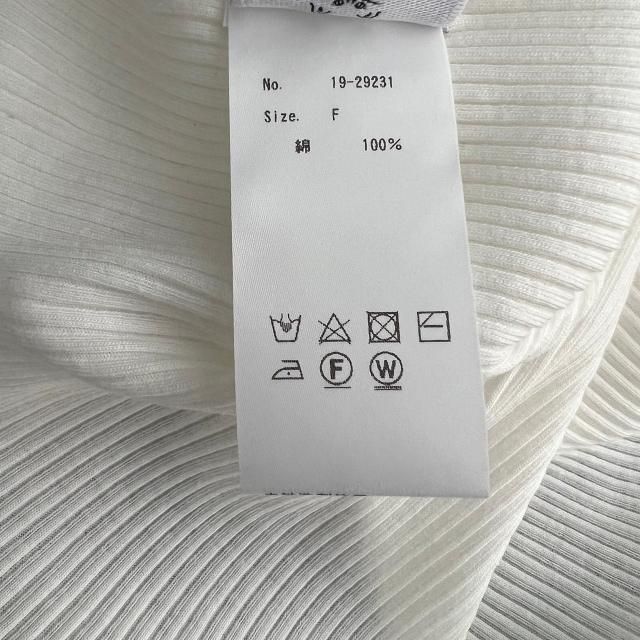 No. 19-29231
Size. F
綿 100%
F W